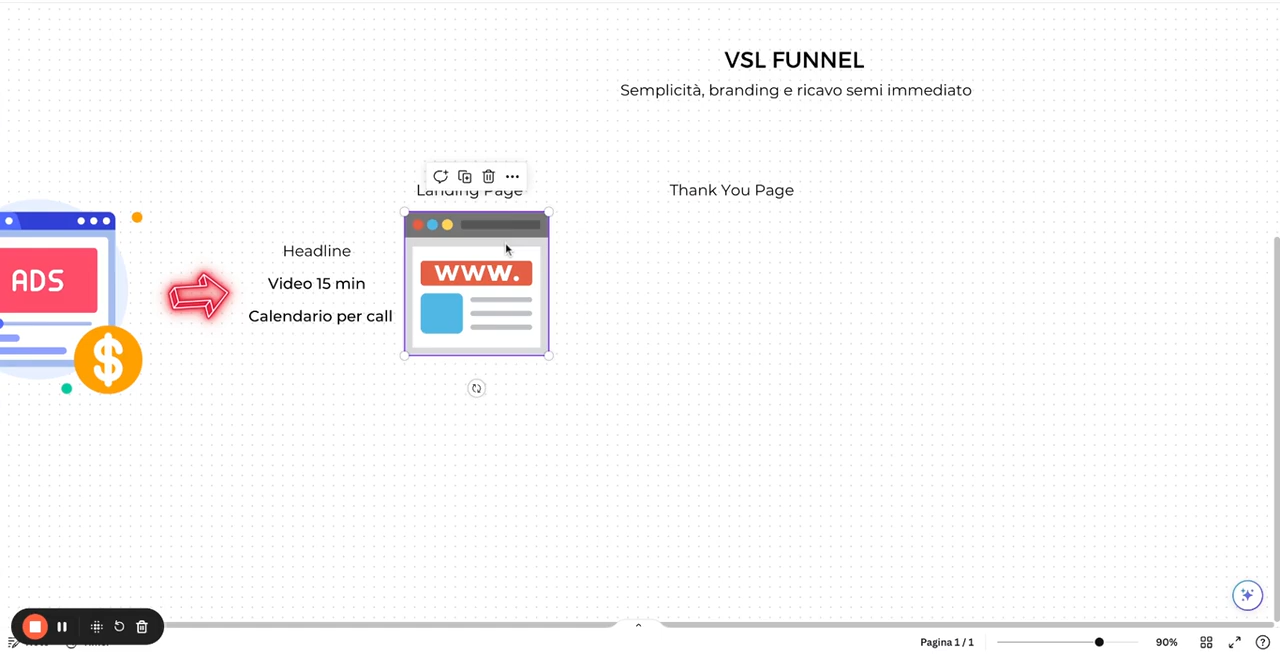 VSL FUNNEL
Semplicità, branding e ricavo semi immediato
Landing Page
Thank You Page
ADS
Headline
Video 15 min
Calendario per call
www.
$
Pagina 1 / 1
90%
?